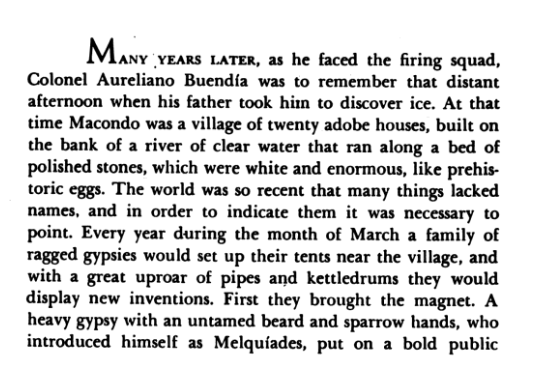 MANY YEARS LATER, as he faced the firing squad,
Colonel Aureliano Buendía was to remember that distant
afternoon when his father took him to discover ice. At that
time Macondo was a village of twenty adobe houses, built on
the bank of a river of clear water that ran along a bed of
polished stones, which were white and enormous, like prehis-
toric eggs. The world was so recent that many things lacked
names, and in order to indicate them it was necessary to
point. Every year during the month of March a family of
ragged gypsies would set up their tents near the village, and
with a great uproar of pipes and kettledrums they would
display new inventions. First they brought the magnet. A
heavy gypsy with an untamed beard and sparrow hands, who
introduced himself as Melquíades, put on a bold public